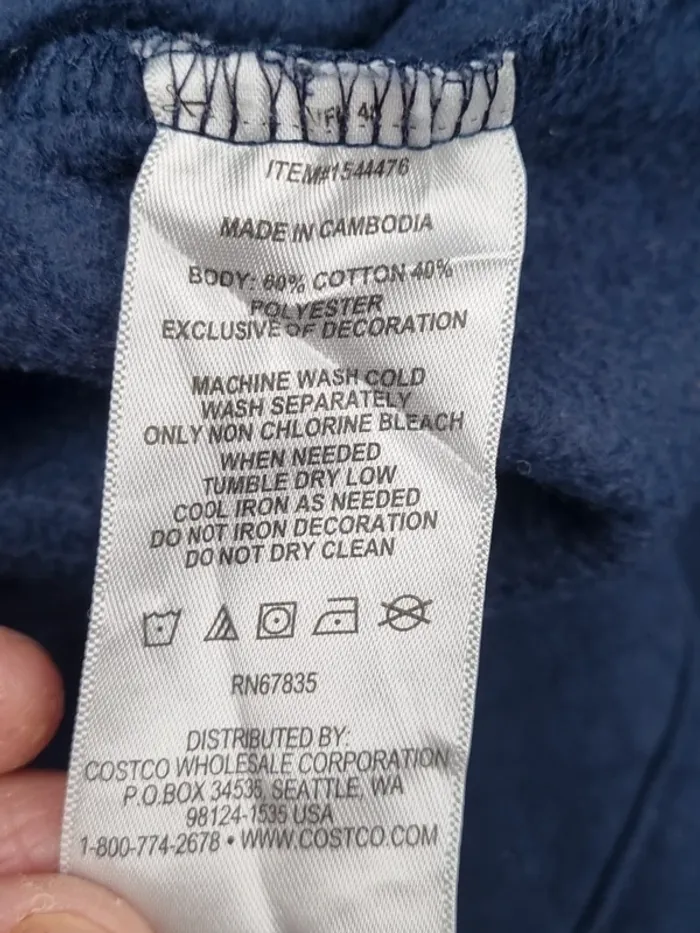 ITEM#1544476
MADE IN CAMBODIA
BODY: 60% COTTON 40%
POLYESTER
EXCLUSIVE OF DECORATION
MACHINE WASH COLD
WASH SEPARATELY
ONLY NON CHLORINE BLEACH
WHEN NEEDED
TUMBLE DRY LOW
COOL IRON AS NEEDED
DO NOT IRON DECORATION
DO NOT DRY CLEAN
RN67835
DISTRIBUTED BY:
COSTCO WHOLESALE CORPORATION
P.O.BOX 34535, SEATTLE, WA
98124-1535 USA
1-800-774-2678 • WWW.COSTCO.COM